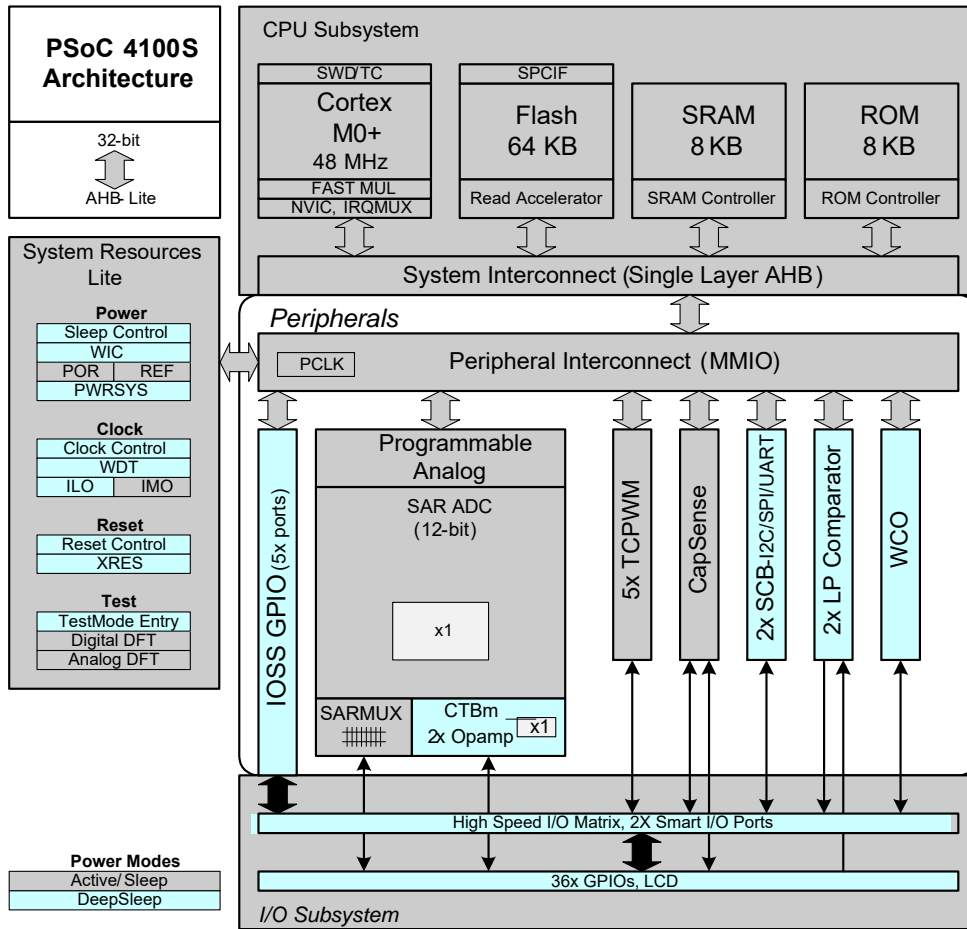 PSoC 4100S
Architecture
32-bit
AHB- Lite
CPU Subsystem
SWD/TC
Cortex
M0+
48 MHz
FAST MUL
NVIC, IRQMUX
SPCIF
Flash
64 KB
Read Accelerator
SRAM
8 KB
SRAM Controller
ROM
8 KB
ROM Controller
System Interconnect (Single Layer AHB)
System Resources
Lite
Power
Sleep Control
WIC
POR REF
PWRSYS
Clock
Clock Control
WDT
ILO IMO
Reset
Reset Control
XRES
Test
TestMode Entry
Digital DFT
Analog DFT
Peripherals
PCLK
Peripheral Interconnect (MMIO)
IOSS GPIO (5x ports)
Programmable
Analog
SAR ADC
(12-bit)
x1
SARMUX
CTBm
2x Opamp
x1
5x TCPWM
CapSense
2x SCB-I2C/SPI/UART
2x LP Comparator
WCO
High Speed I/O Matrix, 2X Smart I/O Ports
36x GPIOs, LCD
I/O Subsystem
Power Modes
Active/Sleep
DeepSleep